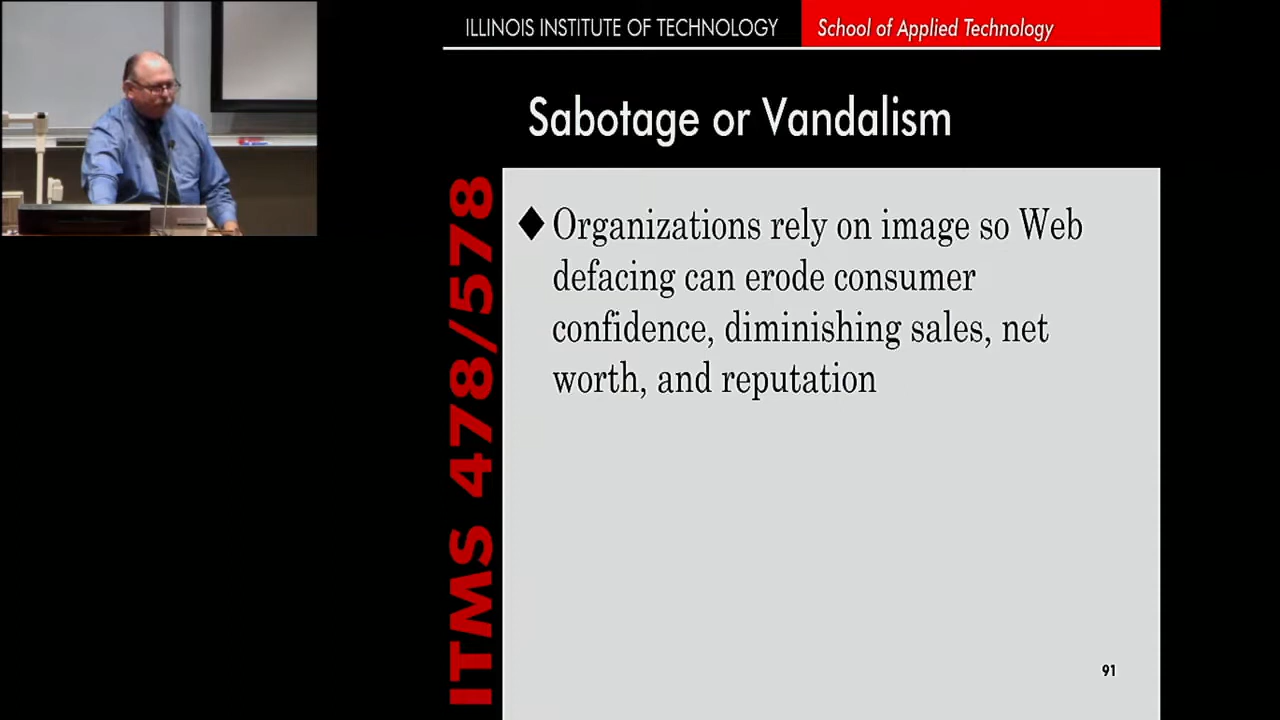 ILLINOIS INSTITUTE OF TECHNOLOGY School of Applied Technology
Sabotage or Vandalism
ITMS 478/578
◆Organizations rely on image so Web
defacing can erode consumer
confidence, diminishing sales, net
worth, and reputation
91